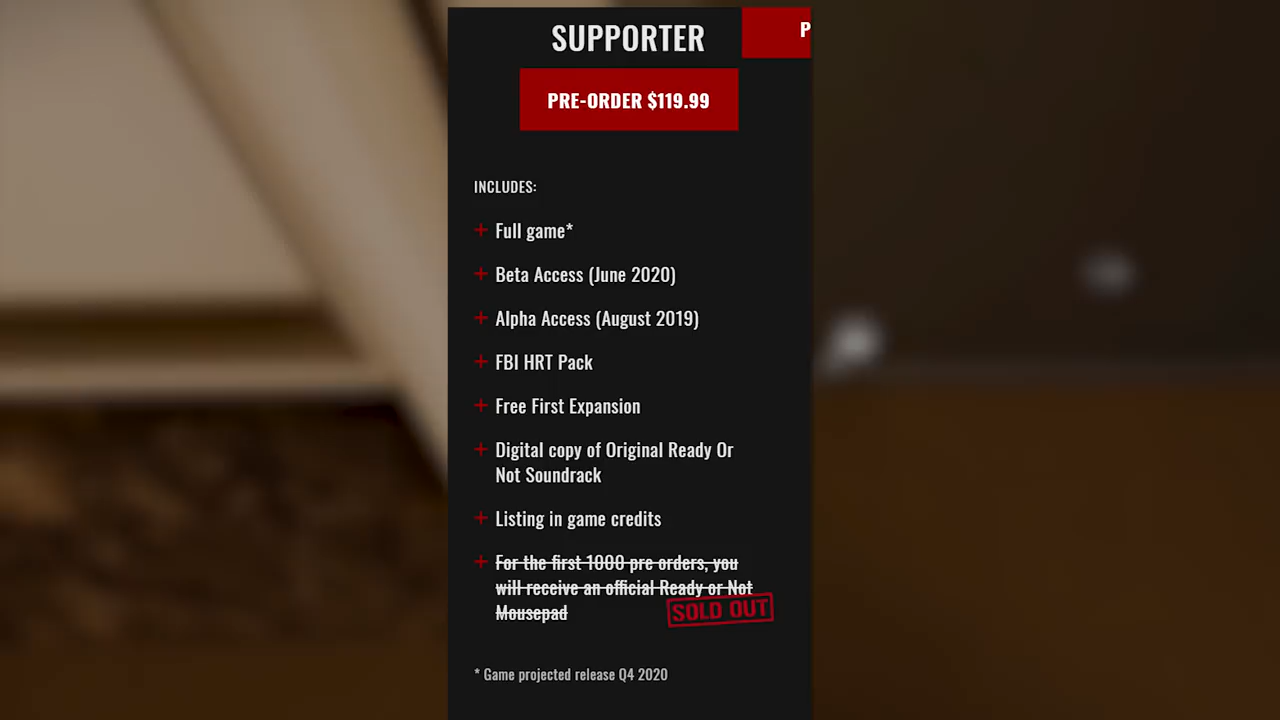 SUPPORTER
P
PRE-ORDER $119.99
INCLUDES:
+ Full game*
+ Beta Access (June 2020)
+ Alpha Access (August 2019)
+ FBI HRT Pack
+ Free First Expansion
+ Digital copy of Original Ready Or
Not Soundrack
+ Listing in game credits
+ For the first 1000 pre orders, you
will receive an official Ready or Not
Mousepad
SOLD OUT
* Game projected release Q4 2020